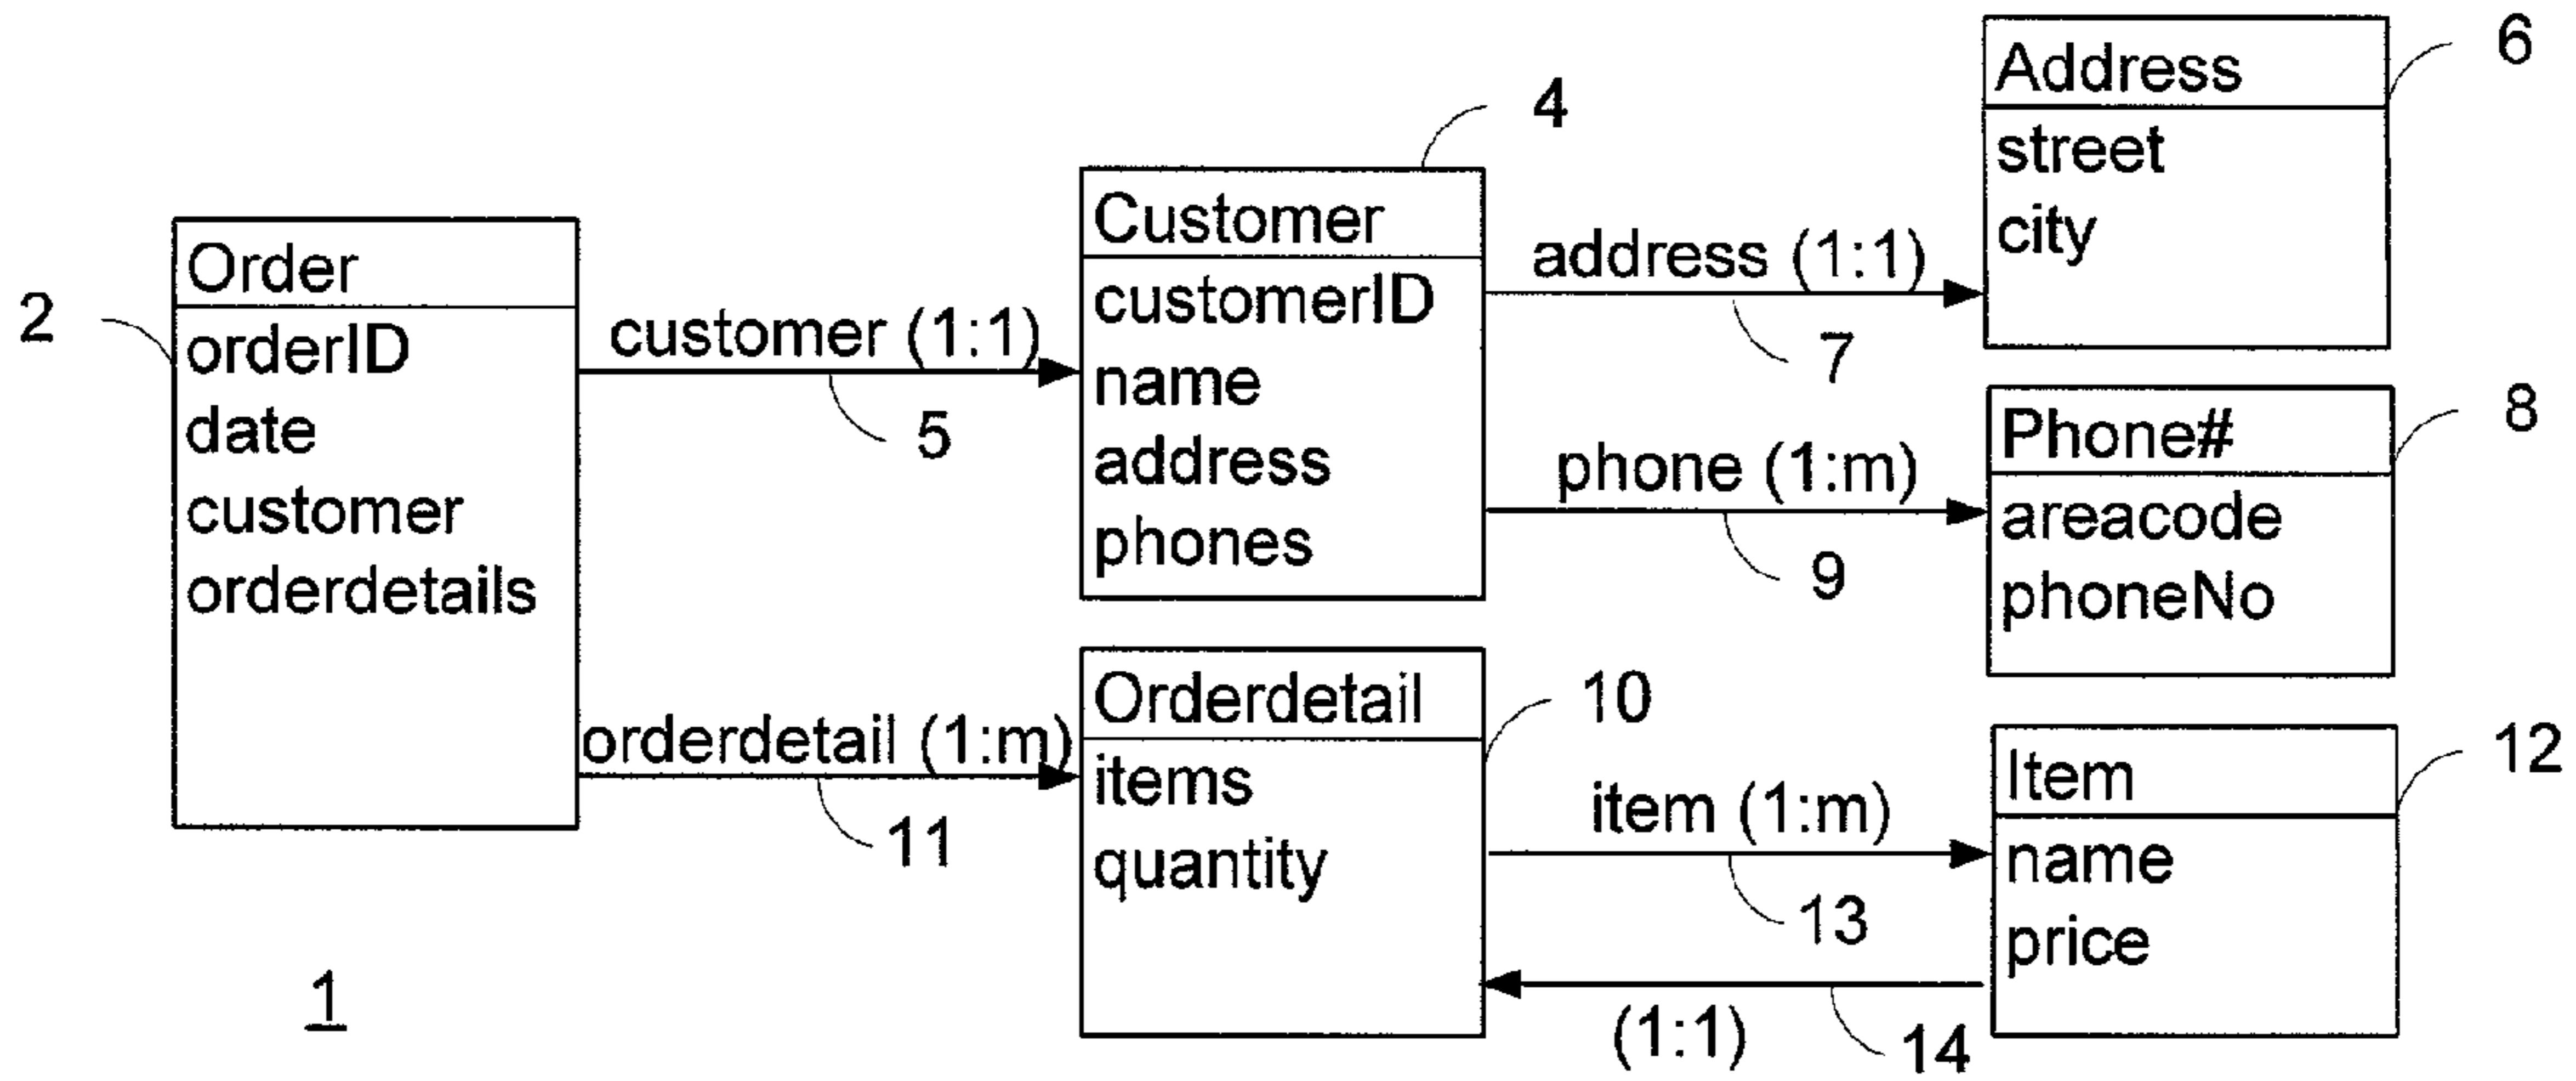 Order
orderID
date
customer
orderdetails
2
customer (1:1)
5
orderdetail (1:m)
11
Customer
customerID
name
address
phones
4
address (1:1)
7
phone (1:m)
9
Address
street
city
6
Phone#
areacode
phoneNo
8
Orderdetail
items
quantity
10
item (1:m)
13
(1:1)
14
Item
name
price
12
1